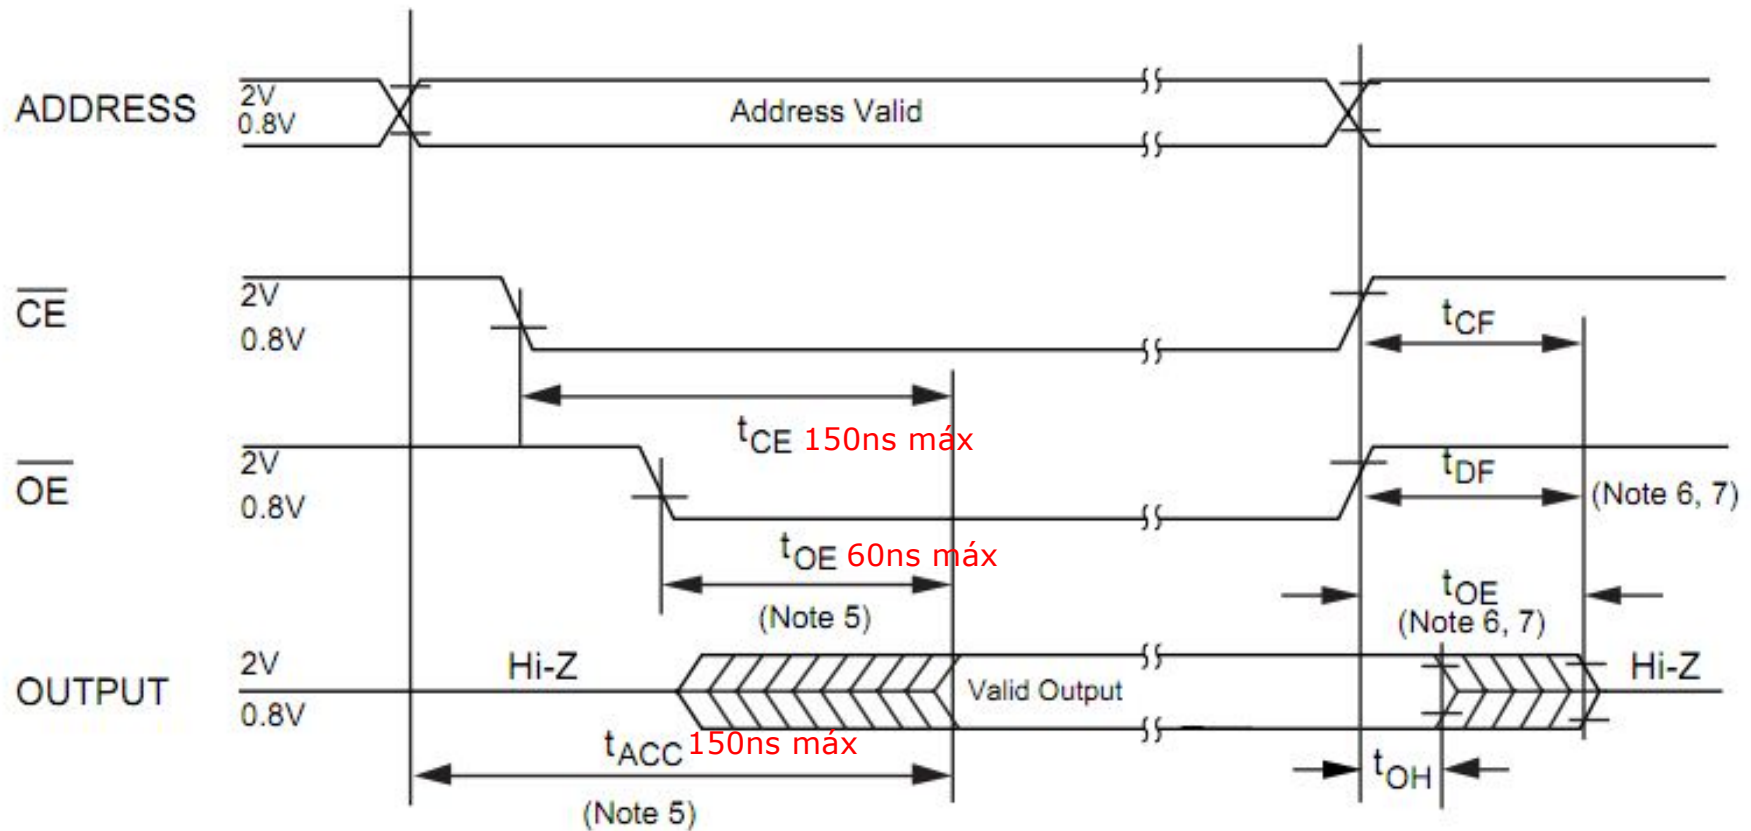 ADDRESS
2V
0.8V
Address Valid
CE
2V
0.8V
tCF
tCE 150ns máx
OE
2V
0.8V
tDF
(Note 6, 7)
tOE 60ns máx
(Note 5)
tOE
(Note 6, 7)
OUTPUT
2V
0.8V
Hi-Z
Valid Output
Hi-Z
tACC 150ns máx
(Note 5)
tOH